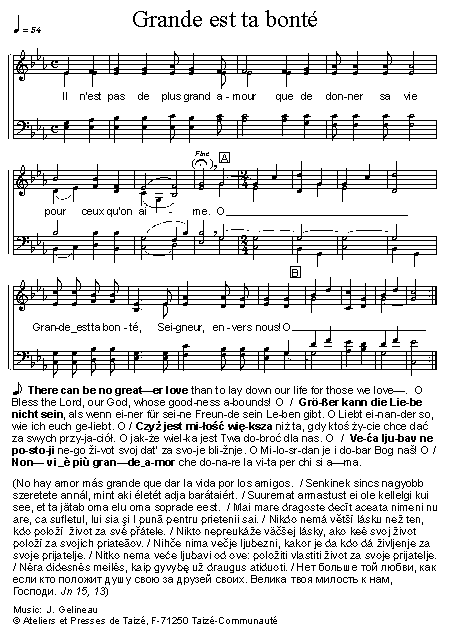 Grande est ta bonté
♩ = 54
Il n'est pas de plus grand a-mour que de don-ner sa vie
Fine A
pour ceux qu'on ai - me. O
B
Gran-de est ta bon-té, Sei-gneur, en-vers nous! O
There can be no great—er love than to lay down our life for those we love—. O
Bless the Lord, our God, whose good-ness a-bounds! O / Grö-ßer kann die Lie-be
nicht sein, als wenn ei-ner für sei-ne Freun-de sein Le-ben gibt. O Liebt ei-nan-der so,
wie ich euch ge-liebt. O / Czyż jest mi-łość wię-ksza niż ta, gdy ktoś ży-cie chce dać
za swych przy-ja-ciół. O jak-że wiel-ka jest Twa do-broć dla nas. O / Ve-ća lju-bav ne
po-sto-ji ne-go ži-vot svoj dat' za svo-je bli-žnje. O Mi-lo-sr-dan je i do-bar Bog naš! O /
Non— vi_è più gran—de_a-mor che do-na-re la vi-ta per chi si a—ma.
(No hay amor más grande que dar la vida por los amigos. / Senkinek sincs nagyobb
szeretete annál, mint aki életét adja barátaiért. / Suuremat armastust ei ole kellelgi kui
see, et ta jätab oma elu oma soprade eest. / Mai mare dragoste decît aceata nimeni nu
are, ca sufletul, lui sia şi l pună pentru prietenii sai. / Nikdo nemá větší lásku než ten,
kdo položí život za své přátele. / Nikto nepreukáže väčšej lásky, ako keď svoj život
položí za svojich priateľov. / Nihče nima večje ljubezni, kakor je da kdo dá življenje za
svoje prijatelje. / Nitko nema veće ljubavi od ove: položiti vlastiti život za svoje prijatelje.
/ Nėra didesnės meilės, kaip gyvybę už draugus atiduoti. / Нет больше той любви, как
если кто положит душу свою за друзей своих. Велика твоя милость к нам,
Господи. Jn 15, 13)
Music: J. Gelineau
© Ateliers et Presses de Taizé, F-71250 Taizé-Communauté